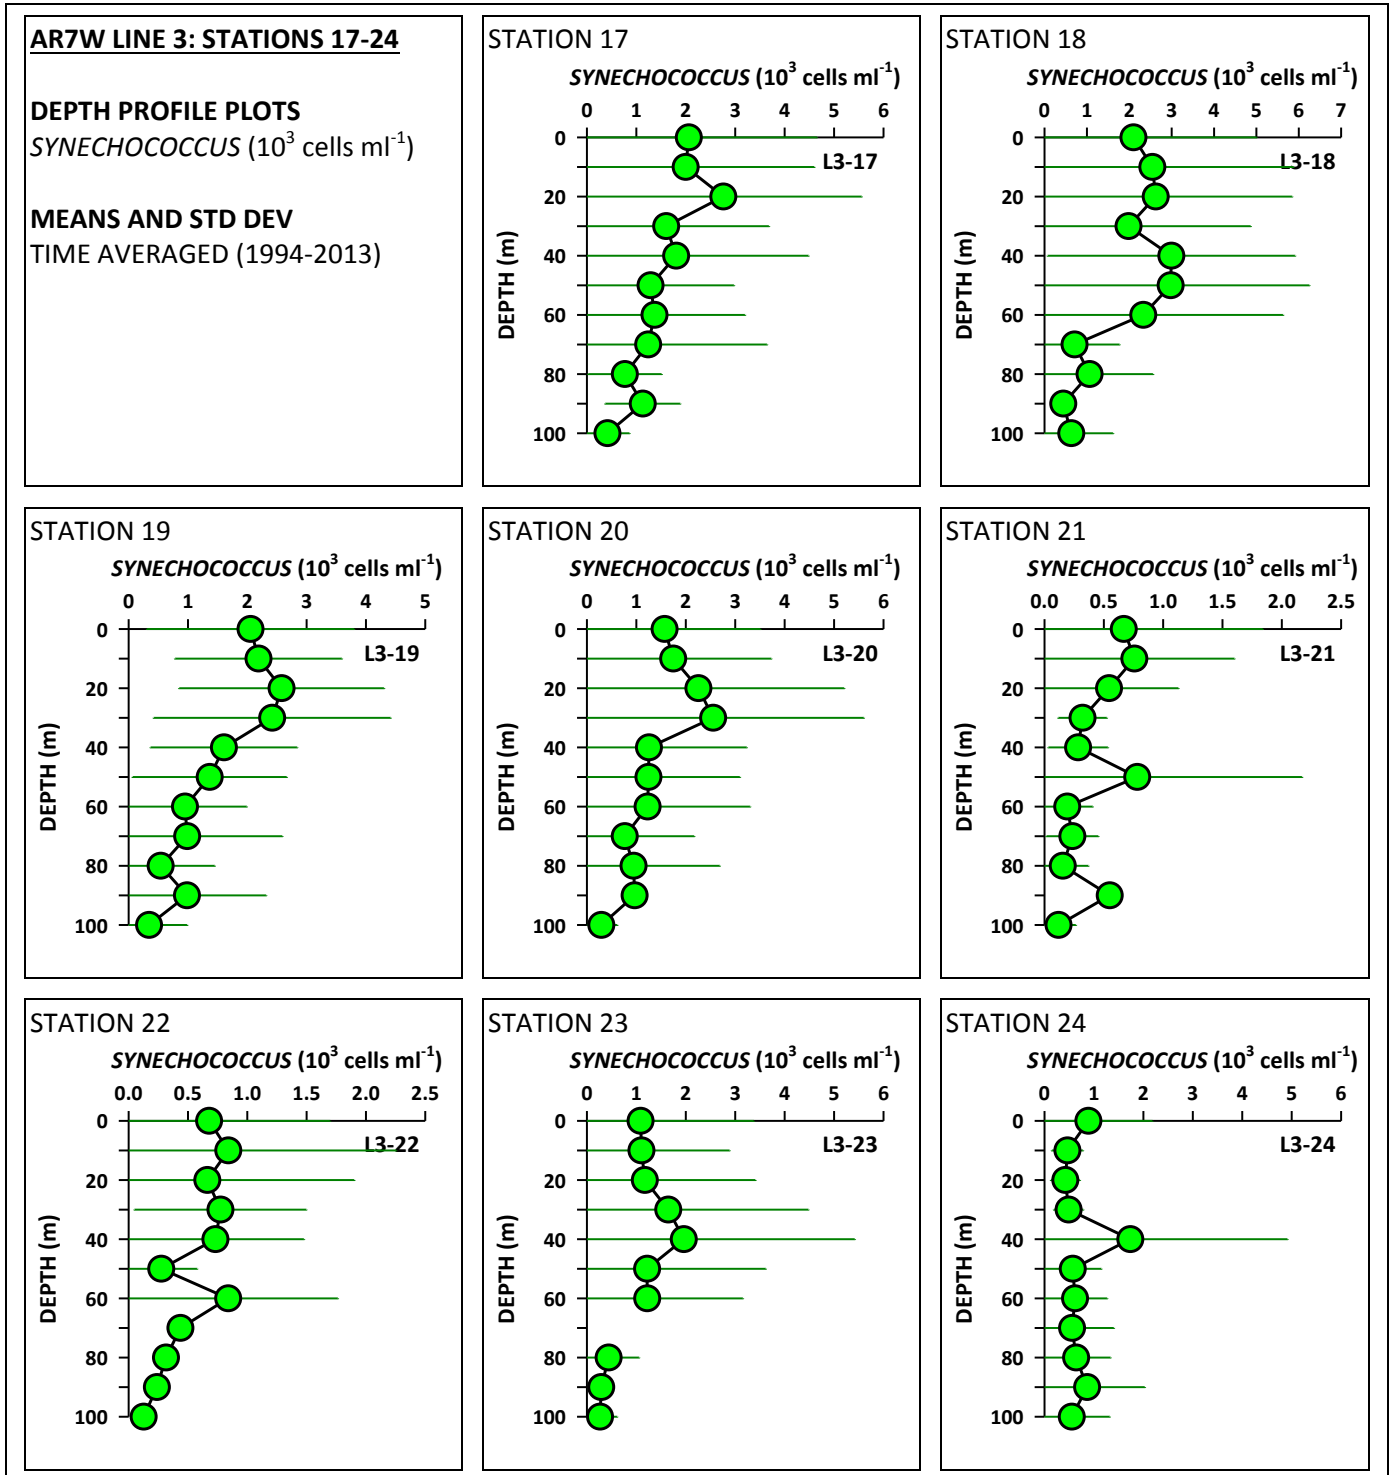 AR7W LINE 3: STATIONS 17-24
DEPTH PROFILE PLOTS
SYNECHOCOCCUS (10³ cells ml⁻¹)
MEANS AND STD DEV
TIME AVERAGED (1994-2013)
STATION 17
SYNECHOCOCCUS (10³ cells ml⁻¹)
0 1 2 3 4 5 6
L3-17
DEPTH (m)
0
20
40
60
80
100
STATION 18
SYNECHOCOCCUS (10³ cells ml⁻¹)
0 1 2 3 4 5 6 7
L3-18
DEPTH (m)
0
20
40
60
80
100
STATION 19
SYNECHOCOCCUS (10³ cells ml⁻¹)
0 1 2 3 4 5
L3-19
DEPTH (m)
0
20
40
60
80
100
STATION 20
SYNECHOCOCCUS (10³ cells ml⁻¹)
0 1 2 3 4 5 6
L3-20
DEPTH (m)
0
20
40
60
80
100
STATION 21
SYNECHOCOCCUS (10³ cells ml⁻¹)
0.0 0.5 1.0 1.5 2.0 2.5
L3-21
DEPTH (m)
0
20
40
60
80
100
STATION 22
SYNECHOCOCCUS (10³ cells ml⁻¹)
0.0 0.5 1.0 1.5 2.0 2.5
L3-22
DEPTH (m)
0
20
40
60
80
100
STATION 23
SYNECHOCOCCUS (10³ cells ml⁻¹)
0 1 2 3 4 5 6
L3-23
DEPTH (m)
0
20
40
60
80
100
STATION 24
SYNECHOCOCCUS (10³ cells ml⁻¹)
0 1 2 3 4 5 6
L3-24
DEPTH (m)
0
20
40
60
80
100